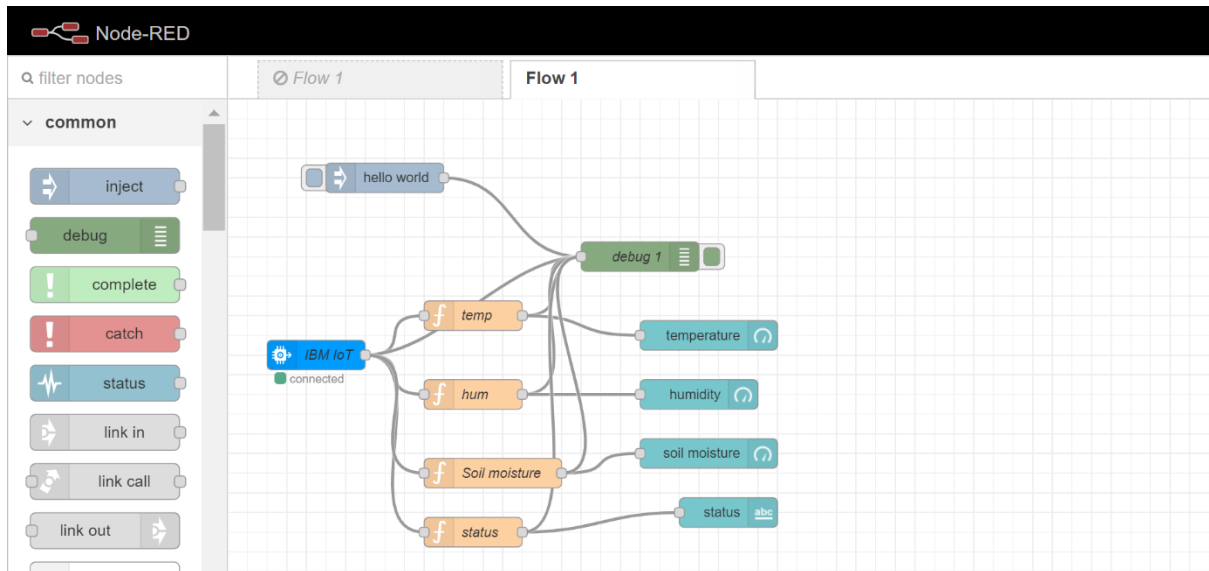 Node-RED
filter nodes
Flow 1
Flow 1
common
inject
debug
complete
catch
status
link in
link call
link out
hello world
debug 1
temp
temperature
IBM IoT
connected
hum
humidity
Soil moisture
soil moisture
status
status
abc